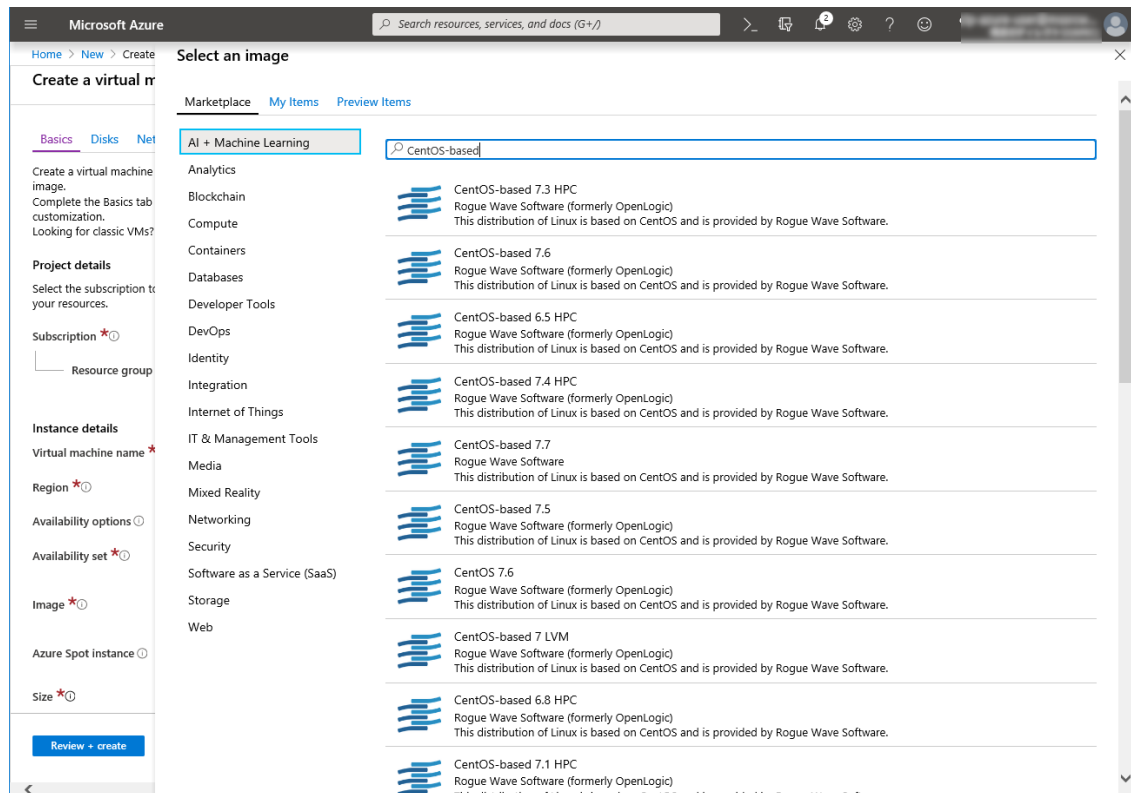 Microsoft Azure
Search resources, services, and docs (G+/)
2
Home > New > Create
Create a virtual m
Basics Disks Net
Create a virtual machine
image.
Complete the Basics tab
customization.
Looking for classic VMs?
Project details
Select the subscription to
your resources.
Subscription *
Resource group
Instance details
Virtual machine name *
Region *
Availability options
Availability set *
Image *
Azure Spot instance
Size *
Review + create
Select an image
Marketplace My Items Preview Items
AI + Machine Learning
Analytics
Blockchain
Compute
Containers
Databases
Developer Tools
DevOps
Identity
Integration
Internet of Things
IT & Management Tools
Media
Mixed Reality
Networking
Security
Software as a Service (SaaS)
Storage
Web
CentOS-based
CentOS-based 7.3 HPC
Rogue Wave Software (formerly OpenLogic)
This distribution of Linux is based on CentOS and is provided by Rogue Wave Software.
CentOS-based 7.6
Rogue Wave Software (formerly OpenLogic)
This distribution of Linux is based on CentOS and is provided by Rogue Wave Software.
CentOS-based 6.5 HPC
Rogue Wave Software (formerly OpenLogic)
This distribution of Linux is based on CentOS and is provided by Rogue Wave Software.
CentOS-based 7.4 HPC
Rogue Wave Software (formerly OpenLogic)
This distribution of Linux is based on CentOS and is provided by Rogue Wave Software.
CentOS-based 7.7
Rogue Wave Software
This distribution of Linux is based on CentOS and is provided by Rogue Wave Software.
CentOS-based 7.5
Rogue Wave Software (formerly OpenLogic)
This distribution of Linux is based on CentOS and is provided by Rogue Wave Software.
CentOS 7.6
Rogue Wave Software (formerly OpenLogic)
This distribution of Linux is based on CentOS and is provided by Rogue Wave Software.
CentOS-based 7 LVM
Rogue Wave Software (formerly OpenLogic)
This distribution of Linux is based on CentOS and is provided by Rogue Wave Software.
CentOS-based 6.8 HPC
Rogue Wave Software (formerly OpenLogic)
This distribution of Linux is based on CentOS and is provided by Rogue Wave Software.
CentOS-based 7.1 HPC
Rogue Wave Software (formerly OpenLogic)